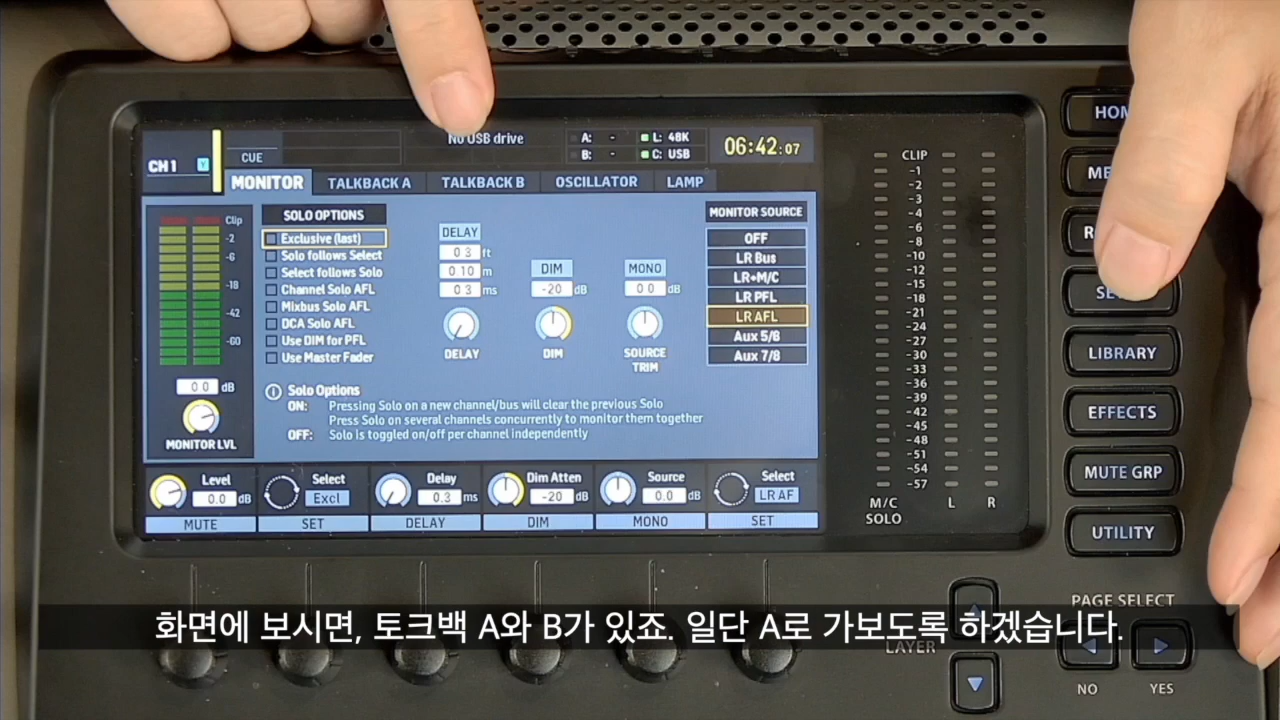 No USB drive
A: - L: 48K
B: - C: USB
06:42:07
CH 1 Y
CUE
MONITOR TALKBACK A TALKBACK B OSCILLATOR LAMP
Clip
-2
-6
-18
-42
-60
0.0 dB
MONITOR LVL
SOLO OPTIONS
Exclusive (last)
Solo follows Select
Select follows Solo
Channel Solo AFL
Mixbus Solo AFL
DCA Solo AFL
Use DIM for PFL
Use Master Fader
DELAY
0.3 ft
0.10 m
0.3 ms
DELAY
DIM
-20 dB
DIM
MONO
0.0 dB
SOURCE
TRIM
MONITOR SOURCE
OFF
LR Bus
LR+M/C
LR PFL
LR AFL
Aux 5/6
Aux 7/8
Solo Options
ON: Pressing Solo on a new channel/bus will clear the previous Solo
Press Solo on several channels concurrently to monitor them together
OFF: Solo is toggled on/off per channel independently
Level
0.0 dB
MUTE
Select
Excl
SET
Delay
0.3 ms
DELAY
Dim Atten
-20 dB
DIM
Source
0.0 dB
MONO
Select
LR AF
SET
CLIP
-1
-2
-3
-4
-6
-8
-10
-12
-15
-18
-21
-24
-27
-30
-33
-36
-39
-42
-45
-48
-51
-54
-57
M/C
SOLO
L
R
LIBRARY
EFFECTS
MUTE GRP
UTILITY
PAGE SELECT
LAYER
NO
YES
화면에 보시면, 토크백 A와 B가 있죠. 일단 A로 가보도록 하겠습니다.